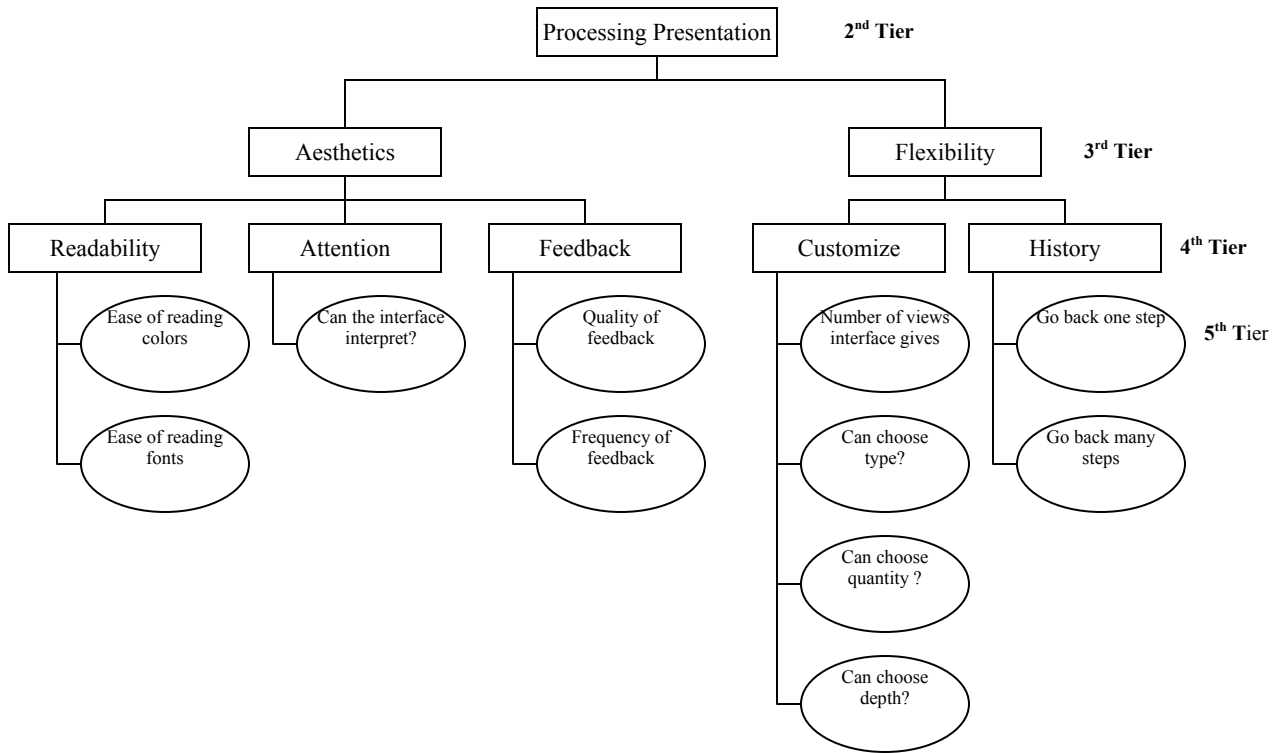 Processing Presentation
2nd Tier
Aesthetics
Flexibility
3rd Tier
Readability
Attention
Feedback
Customize
History
4th Tier
Ease of reading
colors
Can the interface
interpret?
Quality of
feedback
Number of views
interface gives
Go back one step
5th Tier
Ease of reading
fonts
Frequency of
feedback
Can choose
type?
Go back many
steps
Can choose
quantity ?
Can choose
depth?